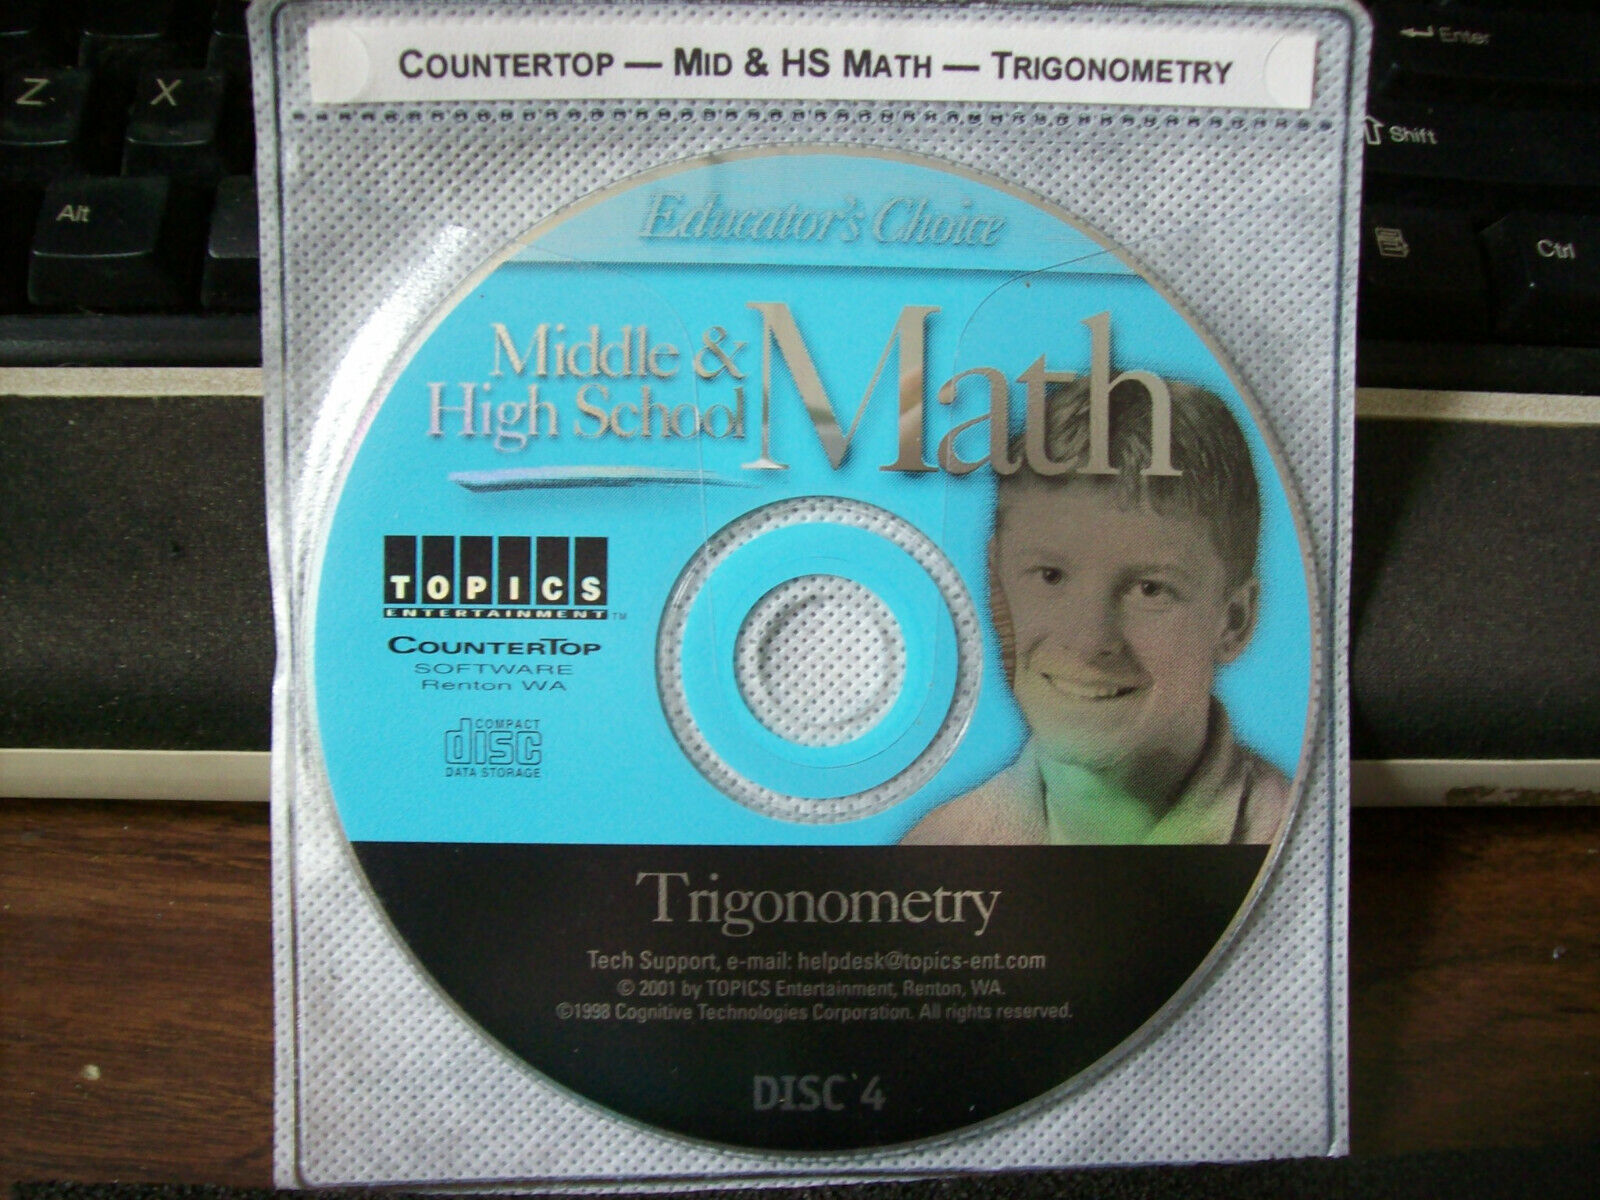 COUNTERTOP — MID & HS MATH — TRIGONOMETRY
Enter
Z X
Shift
Alt
Ctrl
Educator's Choice
Middle &
High School
Math
TOPICS
ENTERTAINMENT™
COUNTERTOP
SOFTWARE
Renton WA
COMPACT
disc
DATA STORAGE
Trigonometry
Tech Support, e-mail: helpdesk@topics-ent.com
© 2001 by TOPICS Entertainment, Renton, WA.
©1998 Cognitive Technologies Corporation. All rights reserved.
DISC 4